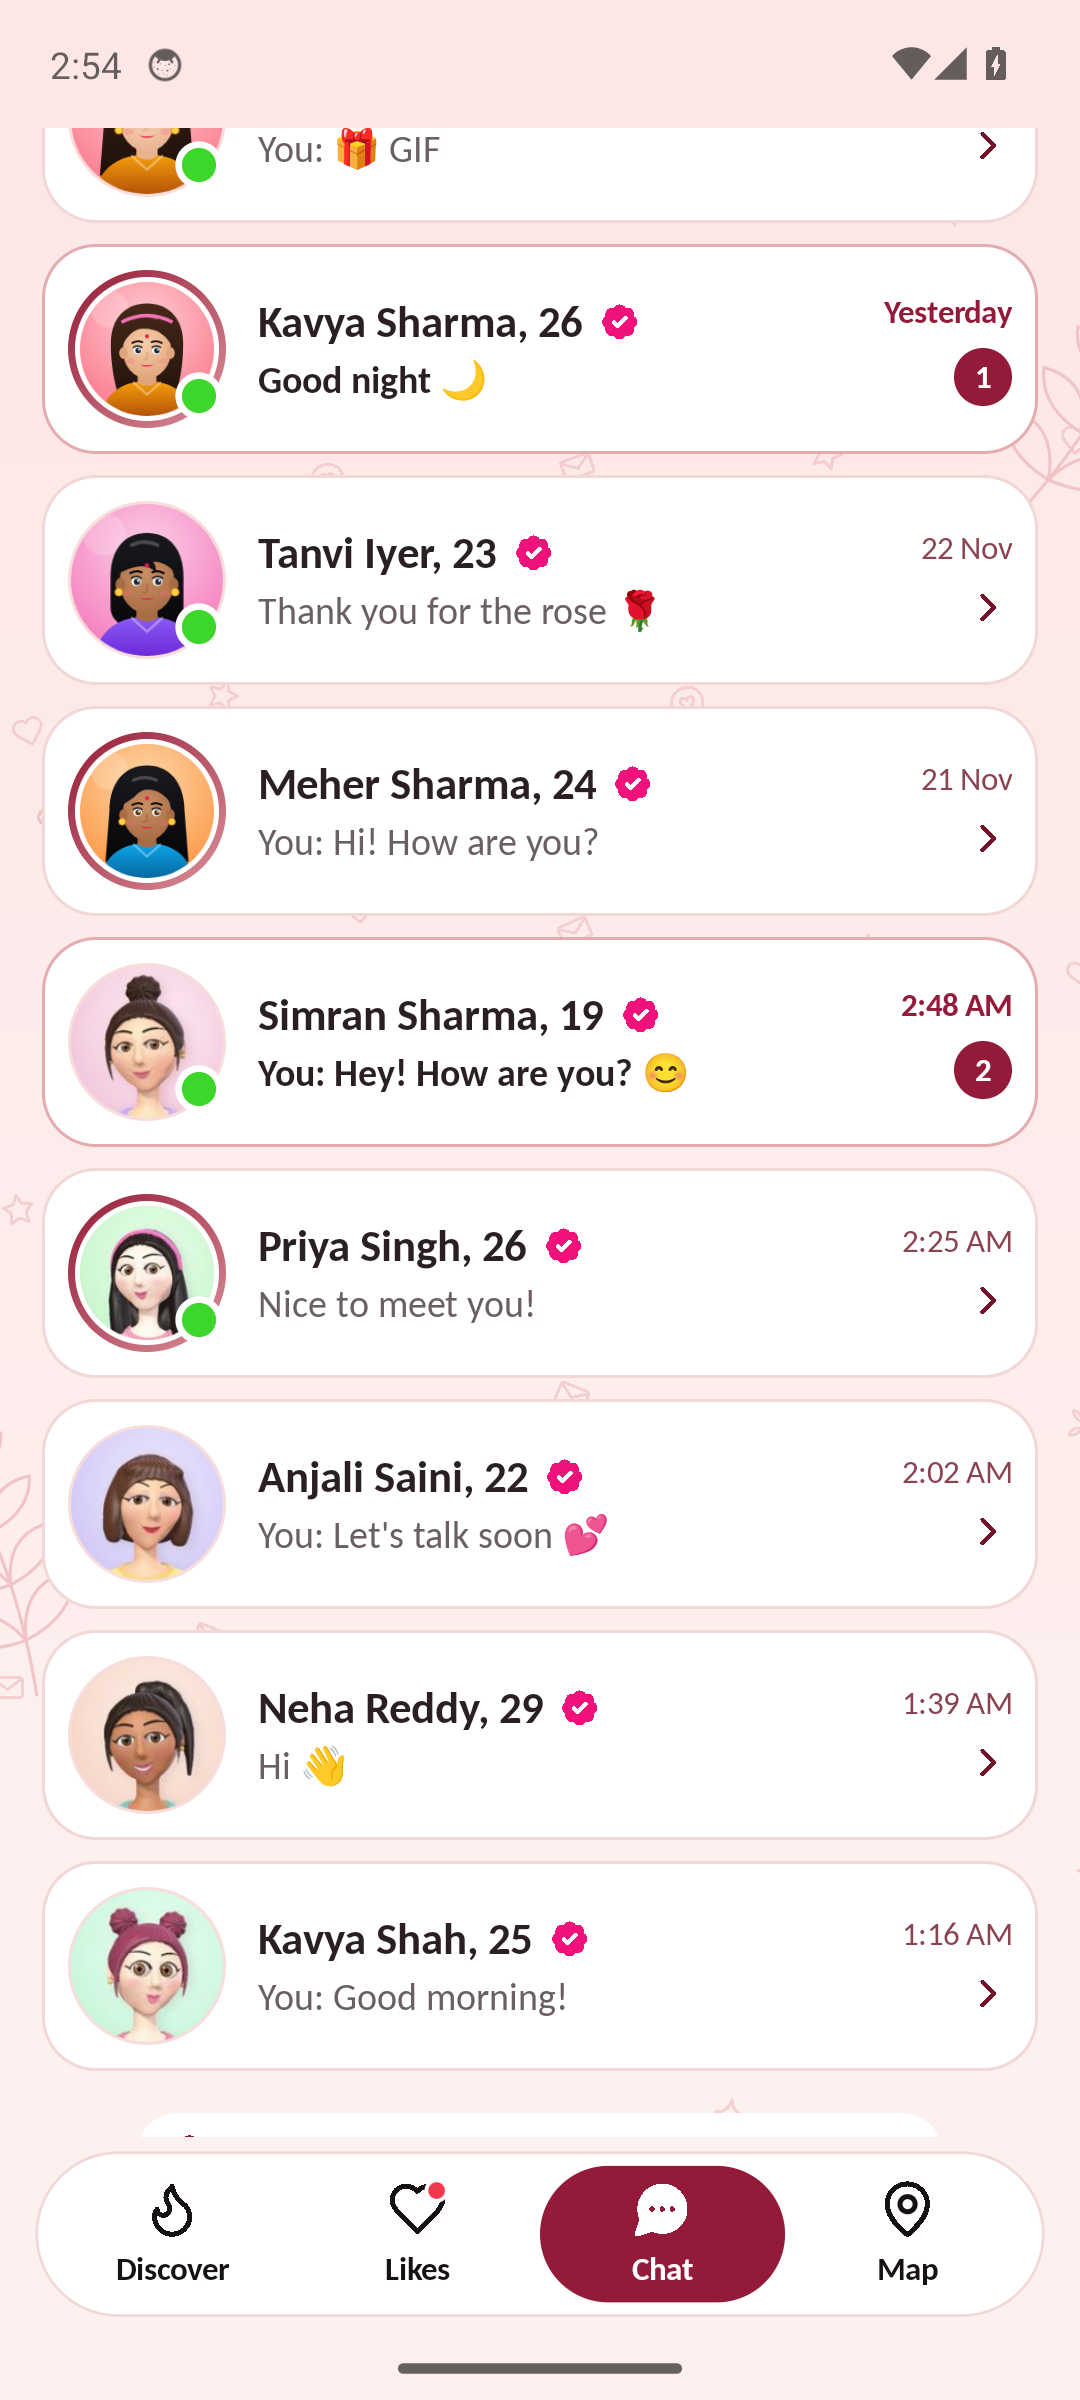 2:54
You: 🎁 GIF
Kavya Sharma, 26
Yesterday
Good night 🌙
1
Tanvi Iyer, 23
22 Nov
Thank you for the rose 🌹
Meher Sharma, 24
21 Nov
You: Hi! How are you?
Simran Sharma, 19
2:48 AM
You: Hey! How are you? 😊
2
Priya Singh, 26
2:25 AM
Nice to meet you!
Anjali Saini, 22
2:02 AM
You: Let's talk soon 💕
Neha Reddy, 29
1:39 AM
Hi 👋
Kavya Shah, 25
1:16 AM
You: Good morning!
Discover
Likes
Chat
Map